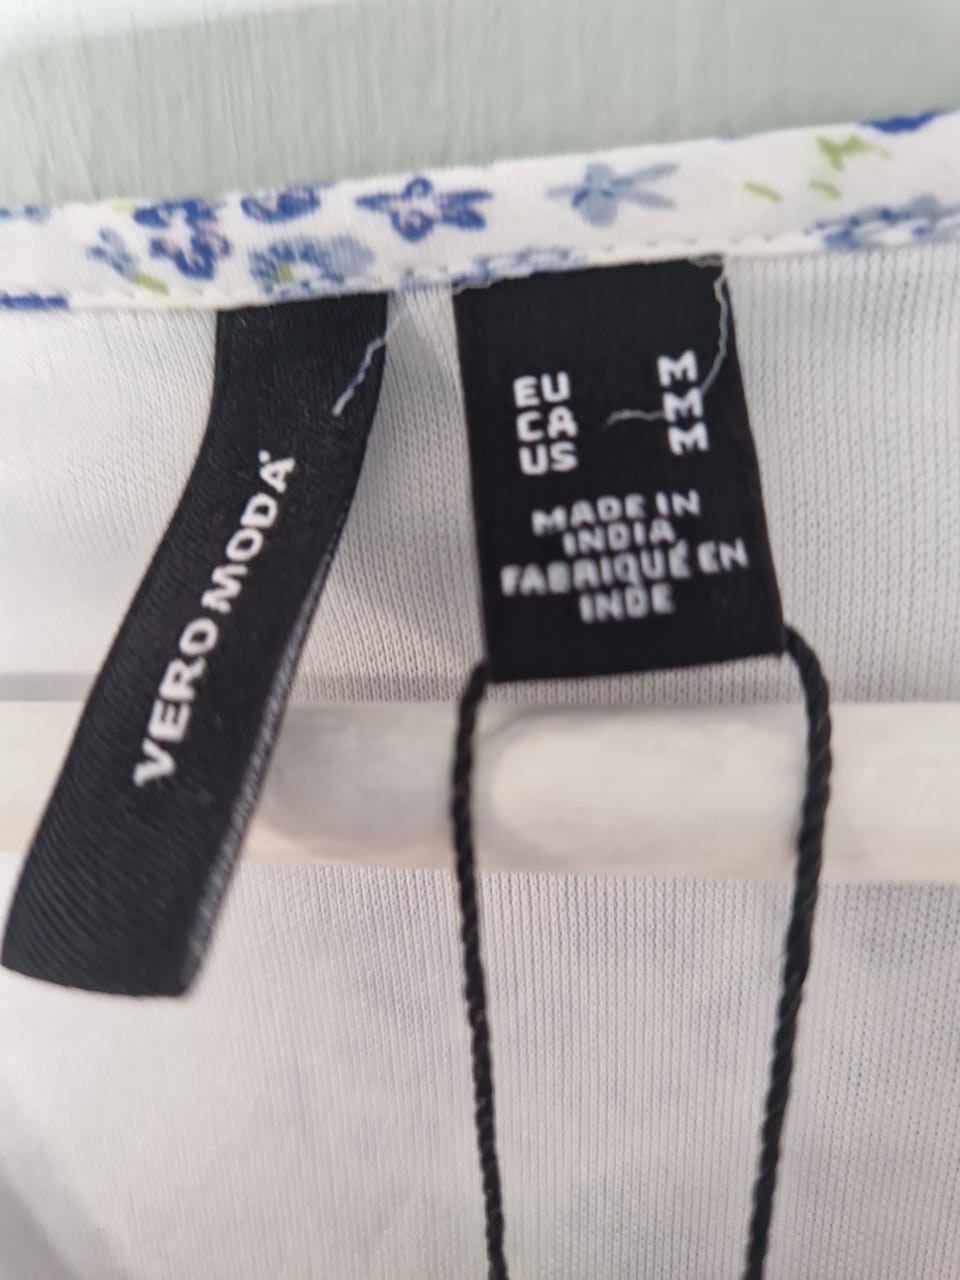 VERO MODA
EU M
CA M
US M
MADE IN
INDIA,
FABRIQUÉ EN
INDE